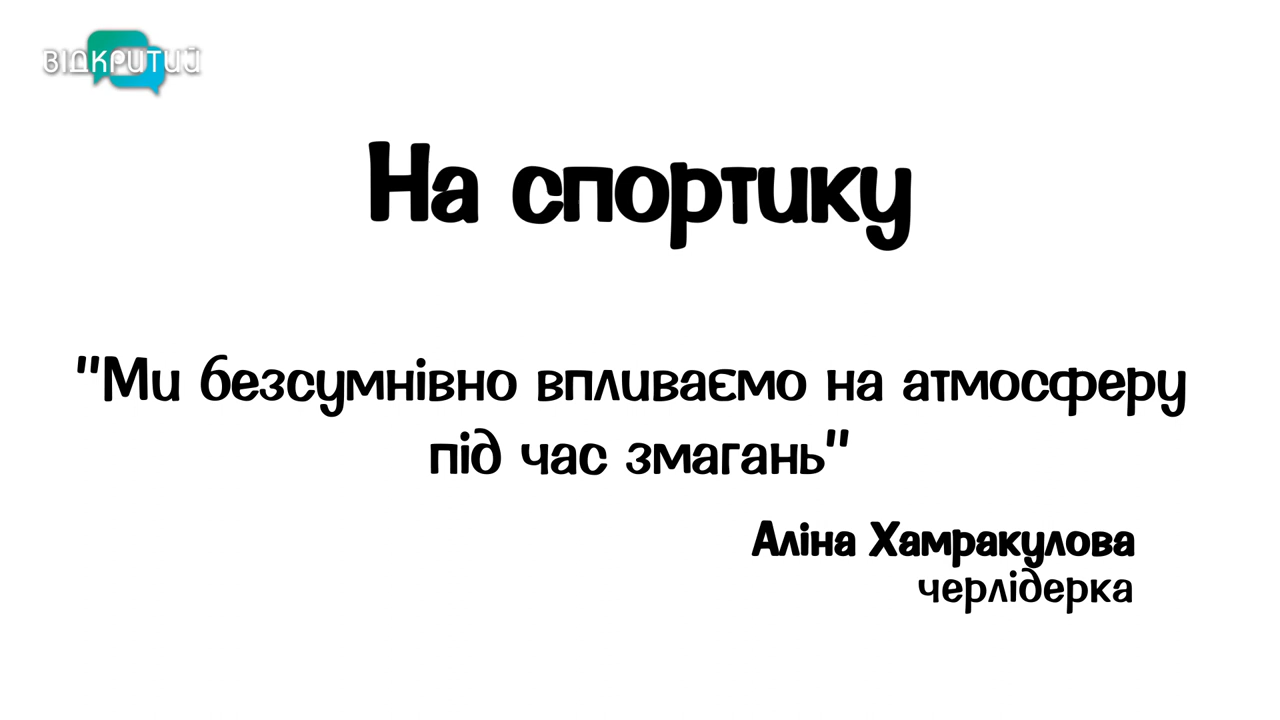 ВІДКРИТИЙ
На спортику
"Ми безсумнівно впливаємо на атмосферу
під час змагань"
Аліна Хамракулова
черлідерка